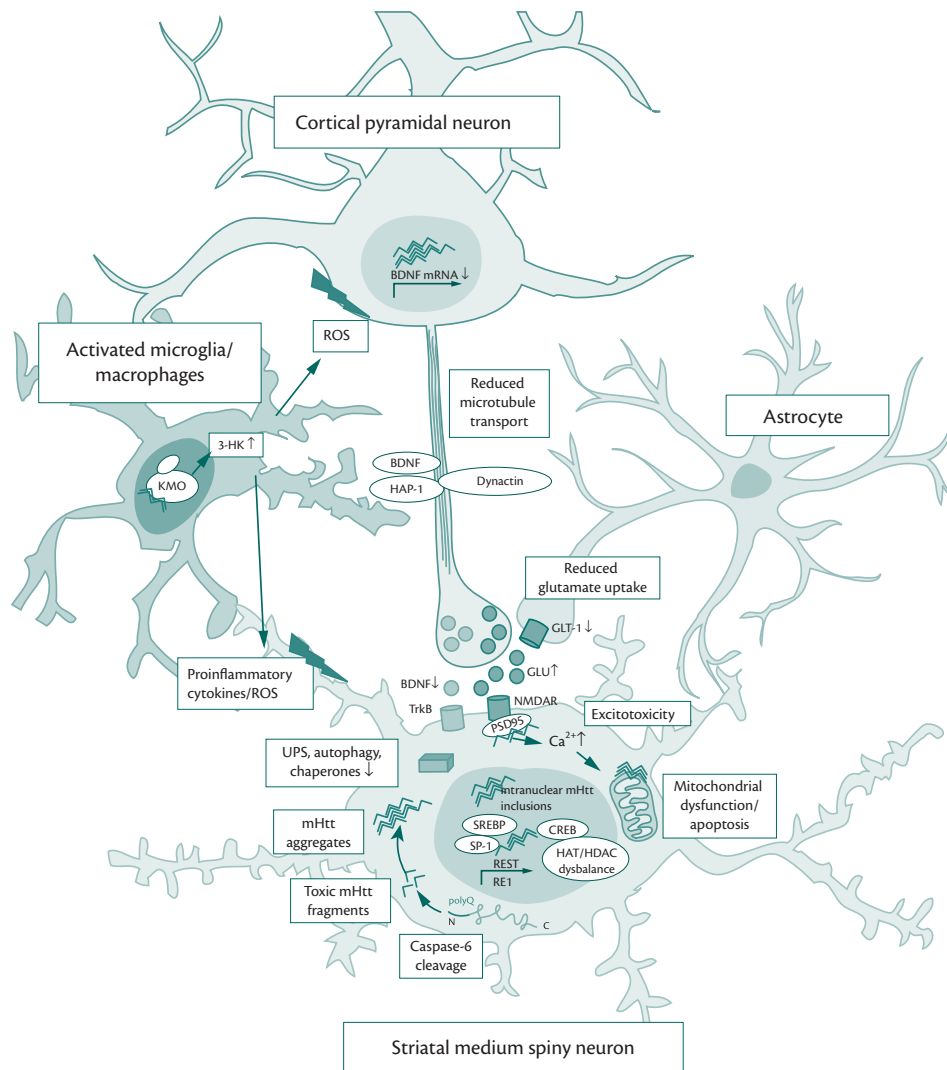 Cortical pyramidal neuron
BDNF mRNA ↓
ROS
Activated microglia/
macrophages
3-HK ↑
KMO
Reduced
microtubule
transport
Astrocyte
BDNF
HAP-1
Dynactin
Reduced
glutamate uptake
GLT-1 ↓
GLU↑
Proinflammatory
cytokines/ROS
BDNF↓
TrkB
NMDAR
PSD95
Excitotoxicity
Ca2+↑
UPS, autophagy,
chaperones ↓
Mitochondrial
dysfunction/
apoptosis
Intranuclear mHtt
inclusions
mHtt
aggregates
SREBP
SP-1
CREB
HAT/HDAC
dysbalance
REST
RE1
Toxic mHtt
fragments
polyQ
N
C
Caspase-6
cleavage
Striatal medium spiny neuron